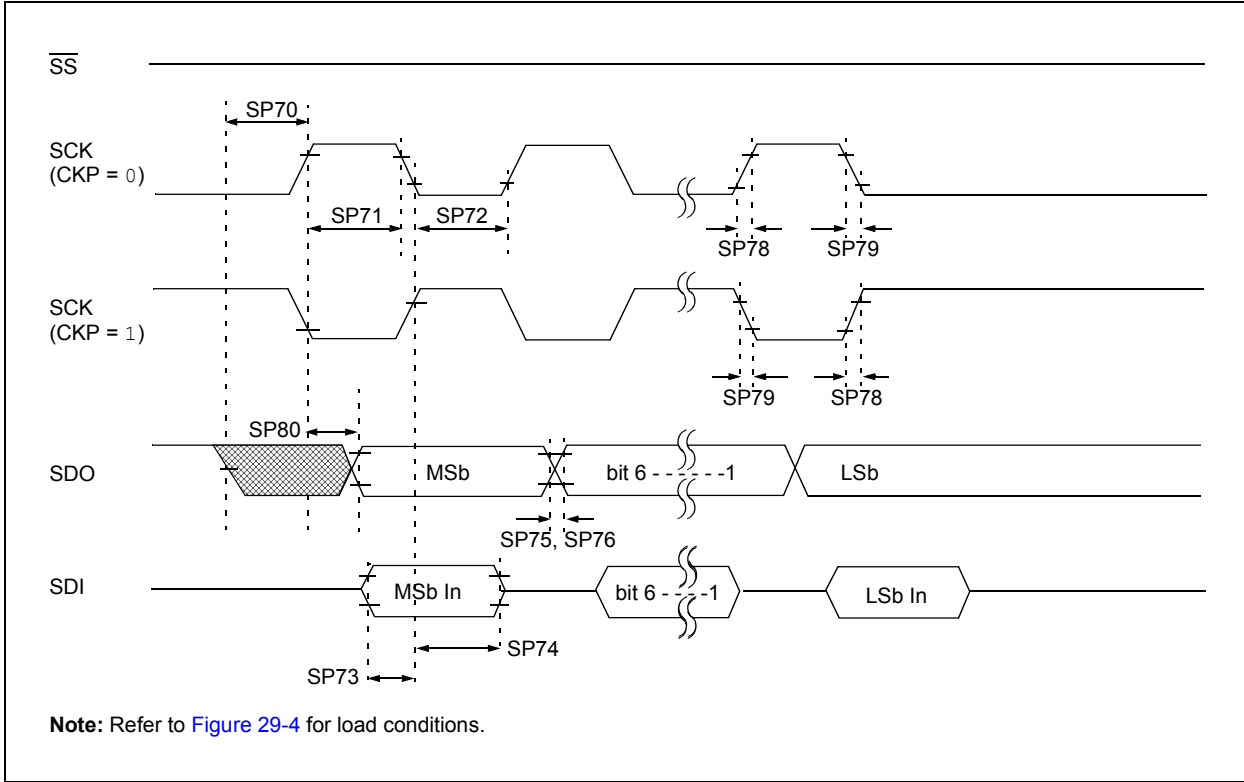 SS
SP70
SCK
(CKP = 0)
SP71
SP72
SP78
SP79
SCK
(CKP = 1)
SP79
SP78
SP80
SDO
MSb
bit 6 - - - - - -1
LSb
SP75, SP76
SDI
MSb In
bit 6 - - - - -1
LSb In
SP74
SP73
Note: Refer to Figure 29-4 for load conditions.